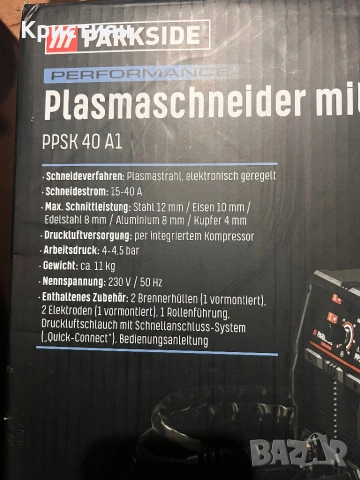 Кристиян
PARKSIDE
PERFORMANCE
Plasmaschneider mi
PPSK 40 A1
· Schneideverfahren: Plasmastrahl, elektronisch geregelt
· Schneidestrom: 15-40 A
· Max. Schnittleistung: Stahl 12 mm / Eisen 10 mm /
Edelstahl 8 mm / Aluminium 8 mm / Kupfer 4 mm
· Druckluftversorgung: per integriertem Kompressor
· Arbeitsdruck: 4-4,5 bar
· Gewicht: ca. 11 kg
· Nennspannung: 230 V / 50 Hz
· Enthaltenes Zubehör: 2 Brennerhüllen (1 vormontiert),
2 Elektroden (1 vormontiert), 1 Rollenführung,
Druckluftschlauch mit Schnellanschluss-System
(„Quick-Connect“), Bedienungsanleitung
BAZAR